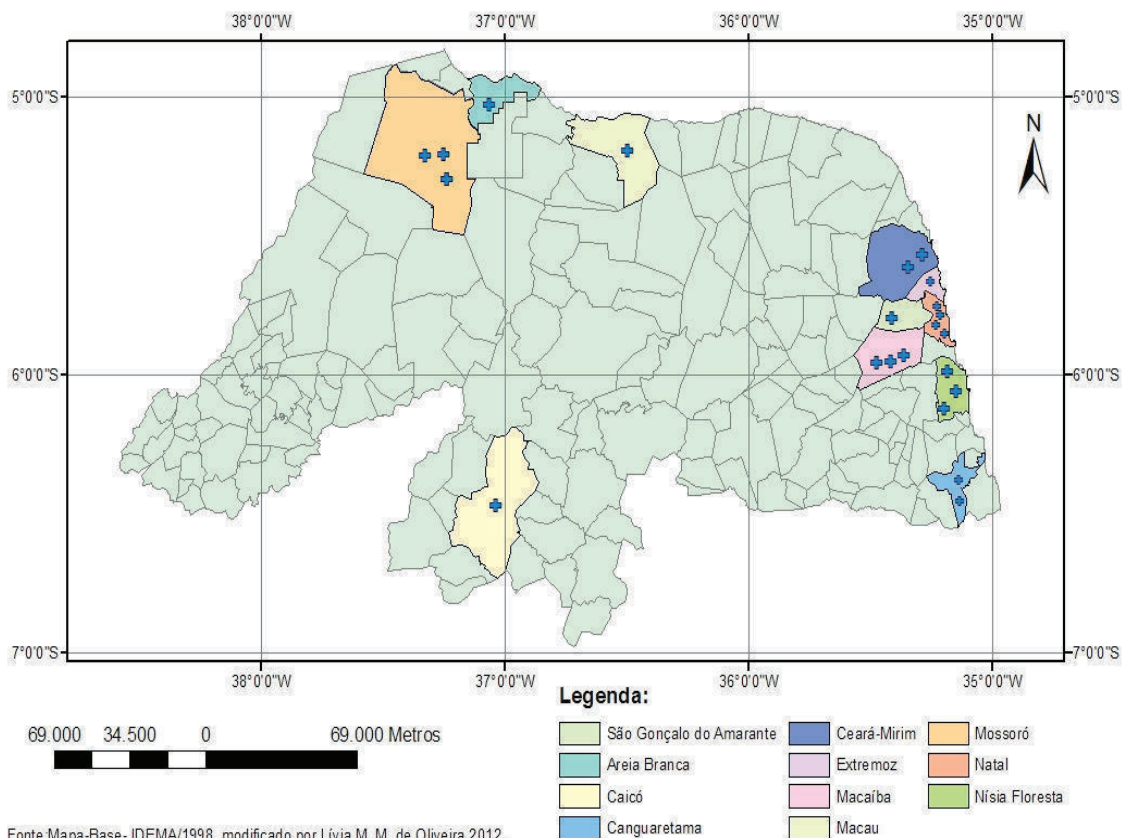 38°0'0"W 37°0'0"W 36°0'0"W 35°0'0"W
N
5°0'0"S 5°0'0"S
6°0'0"S 6°0'0"S
7°0'0"S 7°0'0"S
38°0'0"W 37°0'0"W 36°0'0"W 35°0'0"W
Legenda:
69.000 34.500 0 69.000 Metros
São Gonçalo do Amarante Ceará-Mirim Mossoró
Areia Branca Extremoz Natal
Caicó Macaíba Nísia Floresta
Canguaretama Macau
Fonte:Mapa-Base- IDEMA/1998, modificado por Lívia M. M. de Oliveira 2012